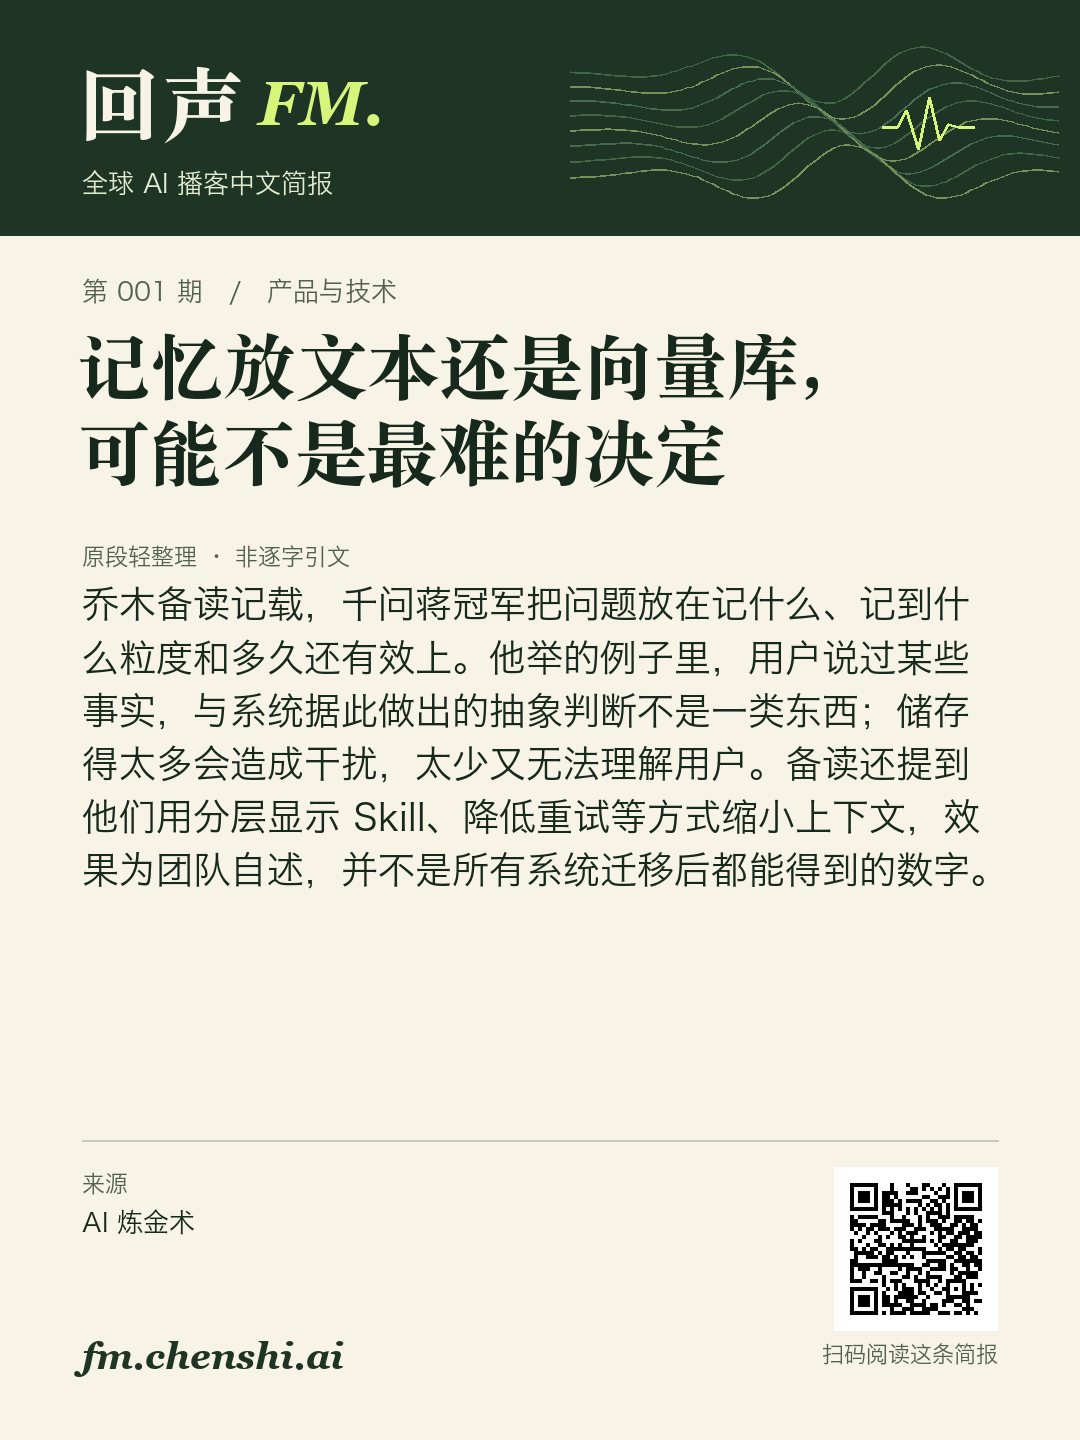 回声 FM.
全球 AI 播客中文简报
第 001 期 / 产品与技术
记忆放文本还是向量库，
可能不是最难的决定
原段轻整理 · 非逐字引文
乔木备读记载，千问蒋冠军把问题放在记什么、记到什
么粒度和多久还有效上。他举的例子里，用户说过某些
事实，与系统据此做出的抽象判断不是一类东西；储存
得太多会造成干扰，太少又无法理解用户。备读还提到
他们用分层显示 Skill、降低重试等方式缩小上下文，效
果为团队自述，并不是所有系统迁移后都能得到的数字。
来源
AI 炼金术
fm.chenshi.ai
扫码阅读这条简报